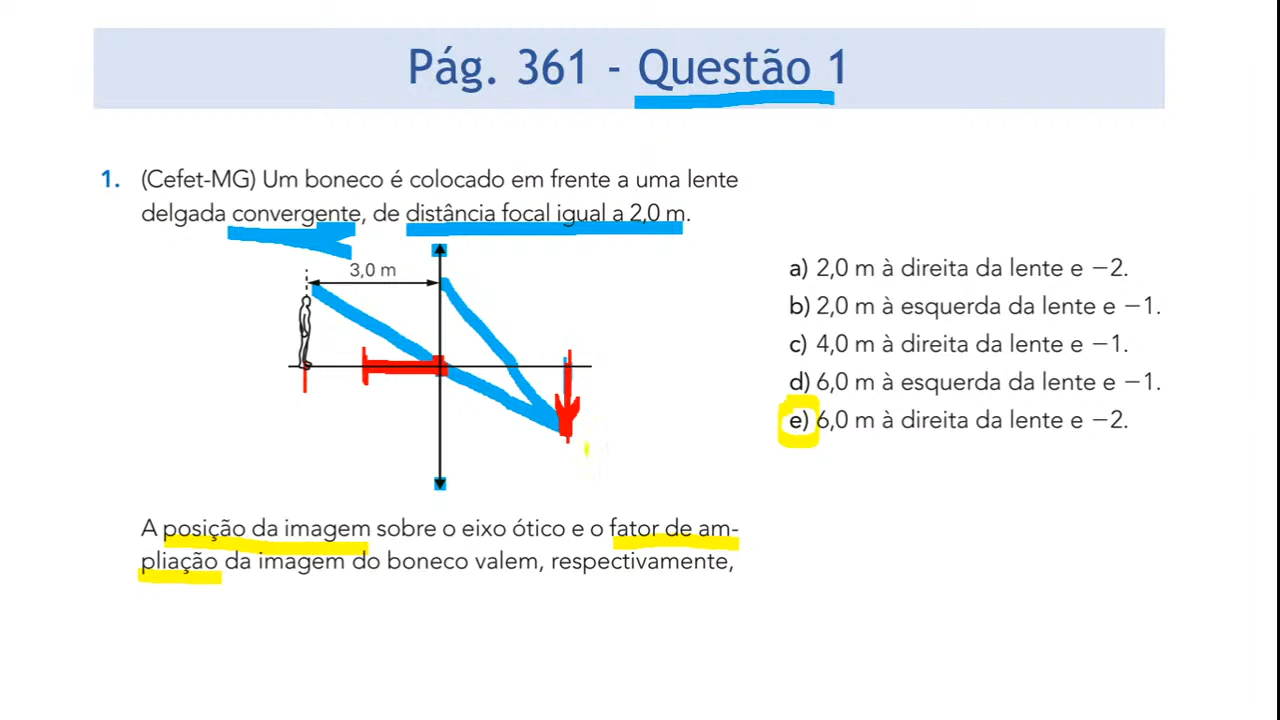 Pág. 361 - Questão 1
1. (Cefet-MG) Um boneco é colocado em frente a uma lente
delgada convergente, de distância focal igual a 2,0 m.
3,0 m
A posição da imagem sobre o eixo ótico e o fator de am-
pliação da imagem do boneco valem, respectivamente,
a) 2,0 m à direita da lente e −2.
b) 2,0 m à esquerda da lente e −1.
c) 4,0 m à direita da lente e −1.
d) 6,0 m à esquerda da lente e −1.
e) 6,0 m à direita da lente e −2.